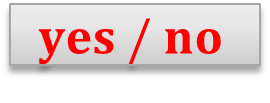 yes / no